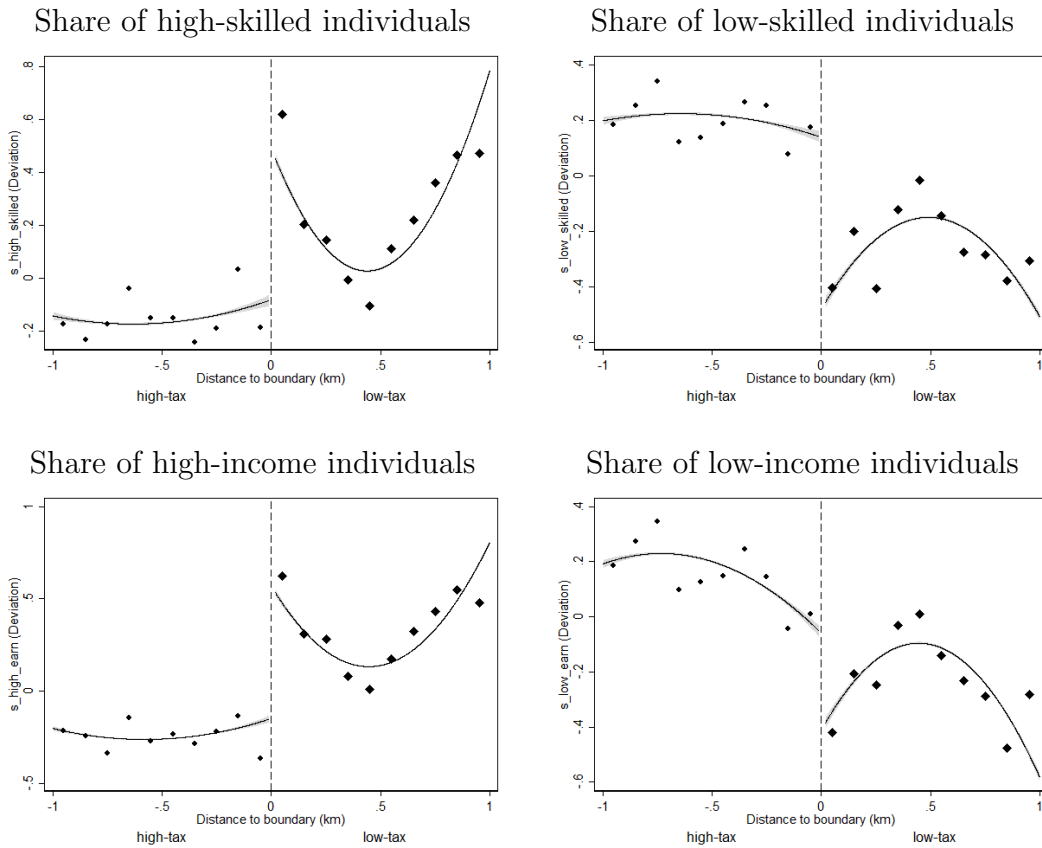 Share of high-skilled individuals
s_high_skilled (Deviation)
.8
.6
.4
.2
0
-.2
-1
-.5
0
.5
1
Distance to boundary (km)
high-tax
low-tax
Share of low-skilled individuals
s_low_skilled (Deviation)
.4
.2
0
-.2
-.4
-.6
-1
-.5
0
.5
1
Distance to boundary (km)
high-tax
low-tax
Share of high-income individuals
s_high_earn (Deviation)
1
.5
0
-.5
-1
-.5
0
.5
1
Distance to boundary (km)
high-tax
low-tax
Share of low-income individuals
s_low_earn (Deviation)
.4
.2
0
-.2
-.4
-.6
-1
-.5
0
.5
1
Distance to boundary (km)
high-tax
low-tax